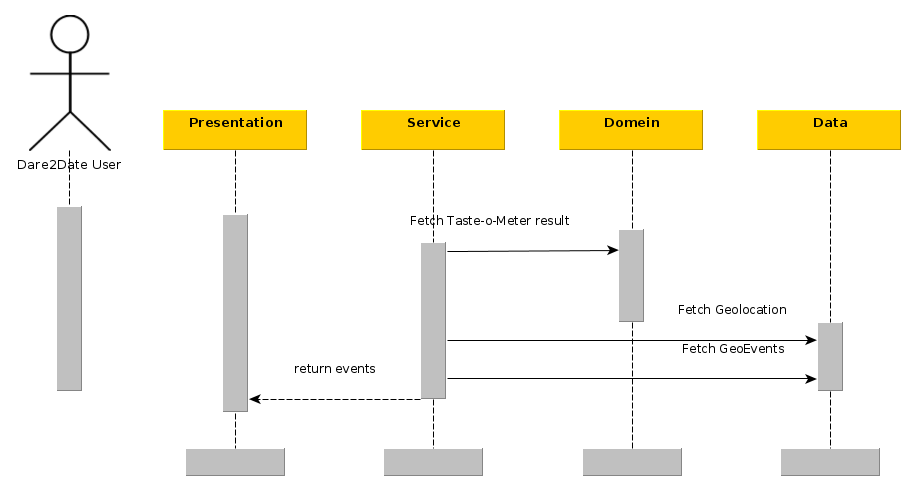 Dare2Date User
Presentation
Service
Domein
Data
Fetch Taste-o-Meter result
Fetch Geolocation
Fetch GeoEvents
return events